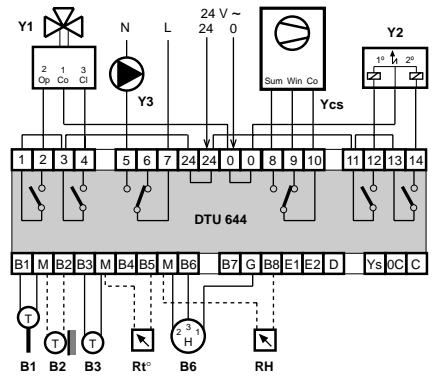 24 V ~
Y1 N L 24 0 Y2
2 1 3
Op Co Cl
1º 2º
Y3
Sum Win Co
Ycs
1 2 3 4 5 6 7 24 24 0 0 8 9 10 11 12 13 14
DTU 644
B1 M B2 B3 M B4 B5 M B6 B7 G B8 E1 E2 D Ys 0C C
T T T 2 3 1
H
B1 B2 B3 Rt° B6 RH